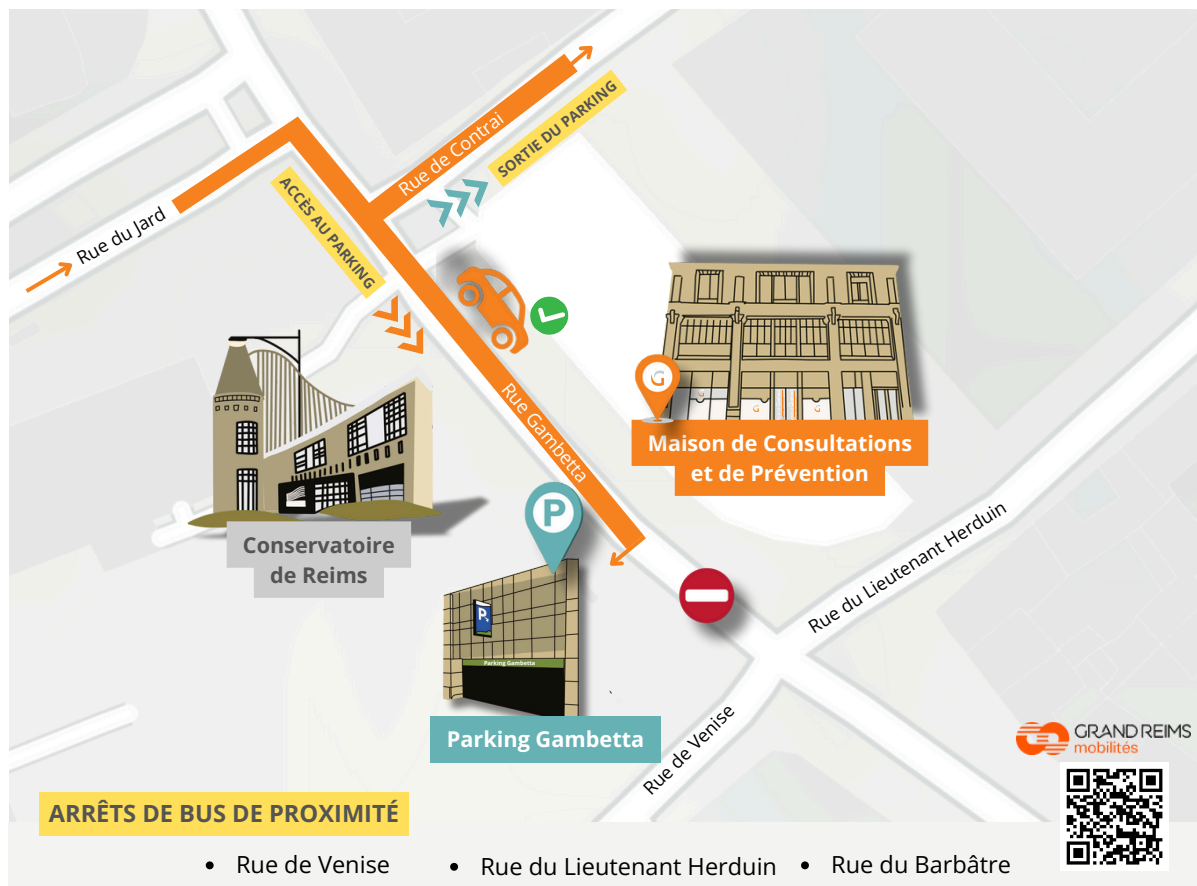 Rue de Contrai
SORTIE DU PARKING
ACCÈS AU PARKING
Rue du Jard
G
G
G
G
Maison de Consultations
et de Prévention
Rue Gambetta
P
Conservatoire
de Reims
P
Parking Gambetta
Parking Gambetta
Rue du Lieutenant Herduin
Rue de Venise
GRAND REIMS
mobilités
ARRÊTS DE BUS DE PROXIMITÉ
• Rue de Venise
• Rue du Lieutenant Herduin
• Rue du Barbâtre